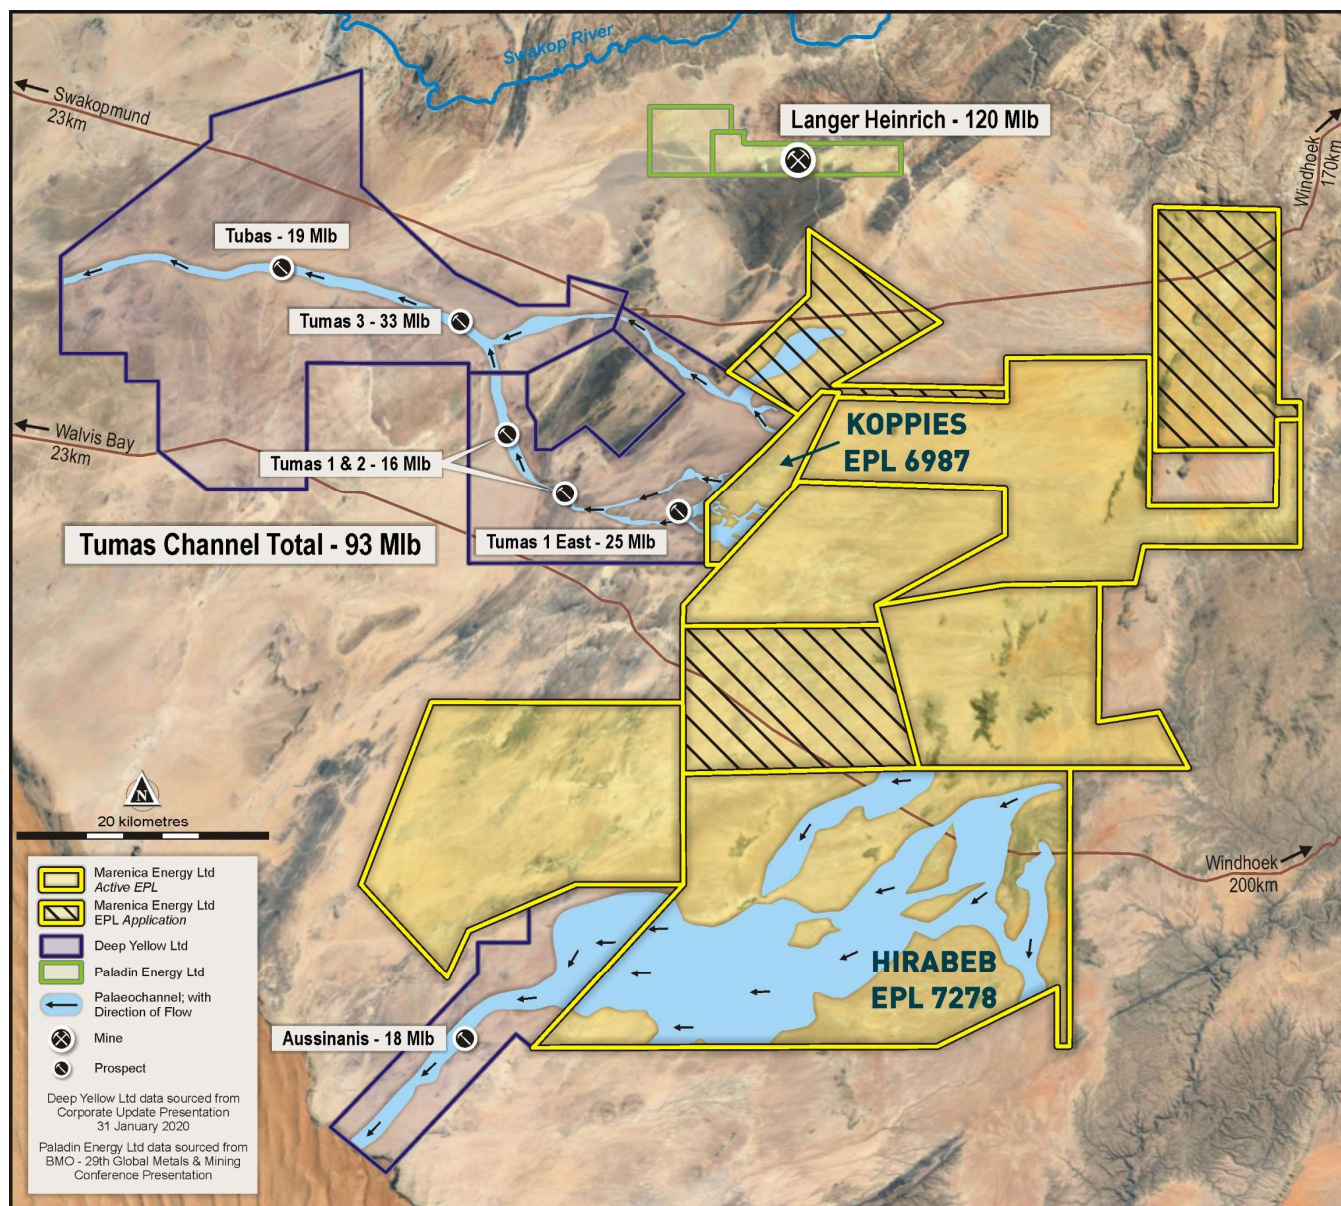 Swakop River
Swakopmund
23km
Langer Heinrich - 120 Mlb
Windhoek
170km
Tubas - 19 Mlb
Tumas 3 - 33 Mlb
Walvis Bay
23km
Tumas 1 & 2 - 16 Mlb
KOPPIES
EPL 6987
Tumas Channel Total - 93 Mlb
Tumas 1 East - 25 Mlb
N
20 kilometres
Windhoek
200km
HIRABEB
EPL 7278
Aussinanis - 18 Mlb
Marenica Energy Ltd
Active EPL
Marenica Energy Ltd
EPL Application
Deep Yellow Ltd
Paladin Energy Ltd
Palaeochannel; with
Direction of Flow
Mine
Prospect
Deep Yellow Ltd data sourced from
Corporate Update Presentation
31 January 2020
Paladin Energy Ltd data sourced from
BMO - 29th Global Metals & Mining
Conference Presentation